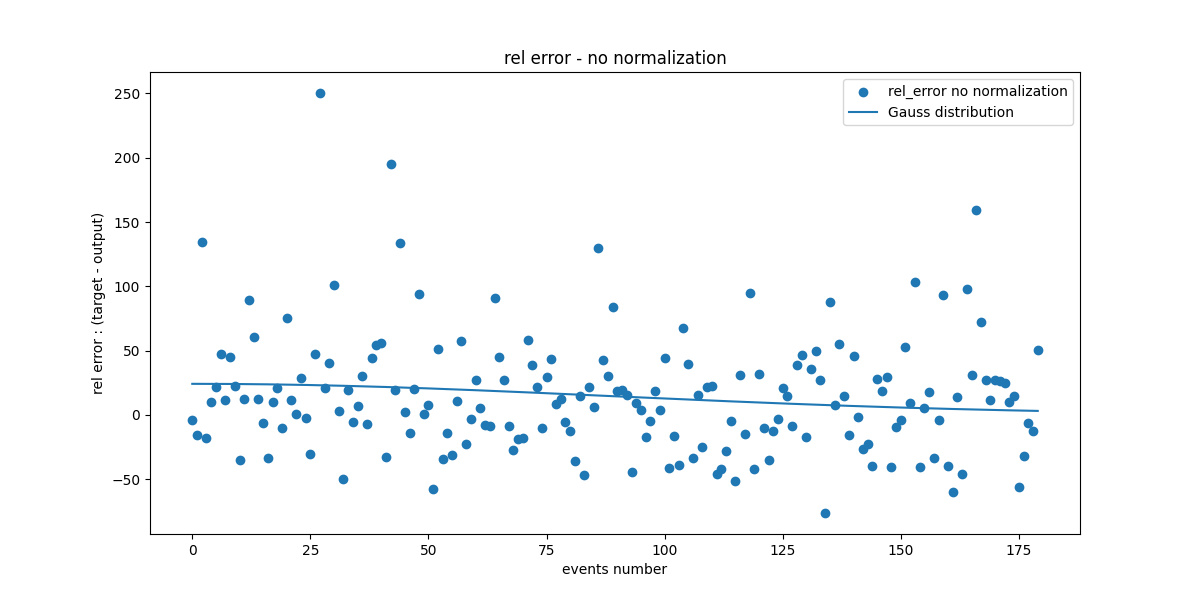 rel error - no normalization
250
200
150
100
50
0
−50
rel error : (target - output)
rel_error no normalization
Gauss distribution
0 25 50 75 100 125 150 175
events number